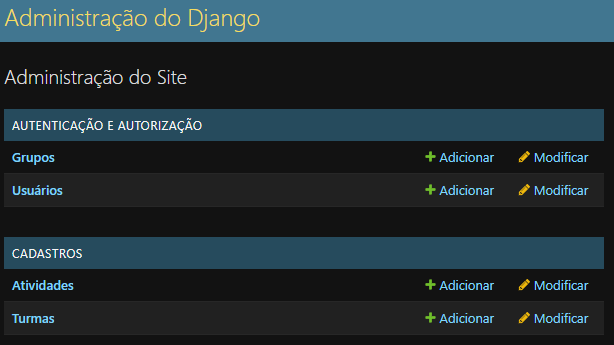 Administração do Django
Administração do Site
AUTENTICAÇÃO E AUTORIZAÇÃO
Grupos Adicionar Modificar
Usuários Adicionar Modificar
CADASTROS
Atividades Adicionar Modificar
Turmas Adicionar Modificar